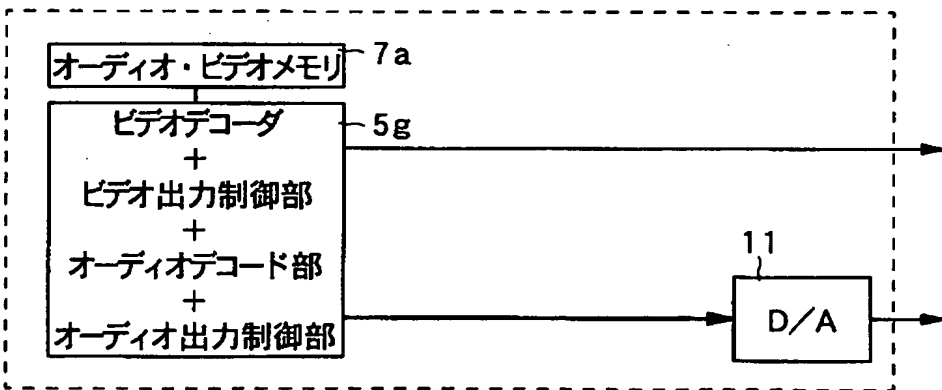 オーディオ・ビデオメモリ 7a
ビデオデコーダ 5g
+
ビデオ出力制御部
+
オーディオデコード部
+
オーディオ出力制御部
11
D/A